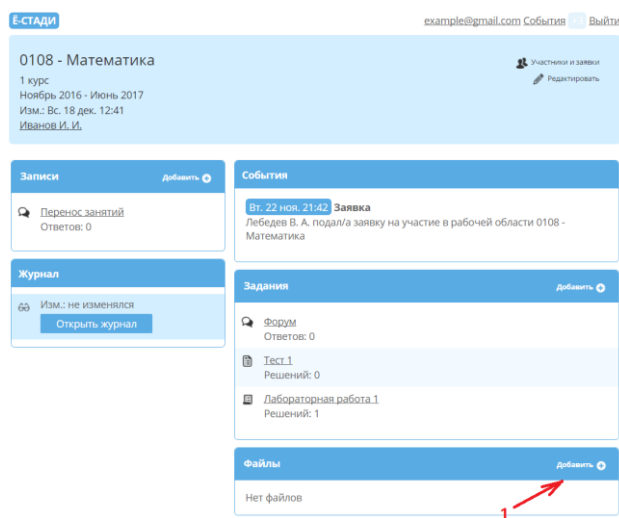 Ё-СТАДИ
example@gmail.com События Выйти
0108 - Математика
1 курс
Ноябрь 2016 - Июнь 2017
Изм.: Вс. 18 дек. 12:41
Иванов И. И.
Участники и заявки
Редактировать
Записи Добавить
Перенос занятий
Ответов: 0
Журнал
Изм.: не изменялся
Открыть журнал
События
Вт. 22 ноя. 21:42 Заявка
Лебедев В. А. подал/а заявку на участие в рабочей области 0108 -
Математика
Задания Добавить
Форум
Ответов: 0
Тест 1
Решений: 0
Лабораторная работа 1
Решений: 1
Файлы Добавить
Нет файлов
1